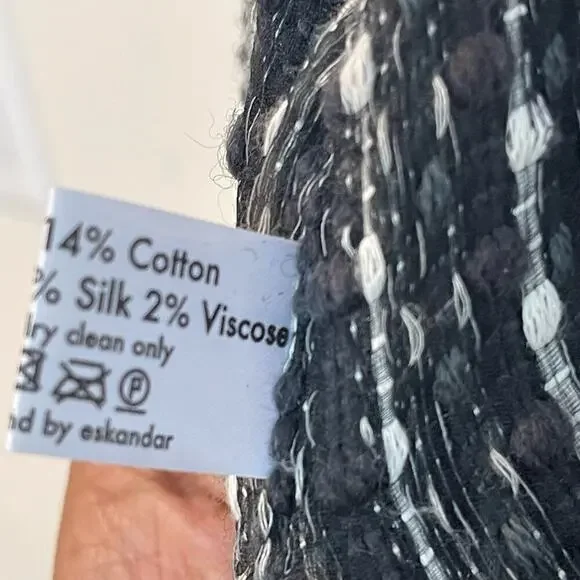 14% Cotton
% Silk 2% Viscose
ry clean only
P
nd by eskandar